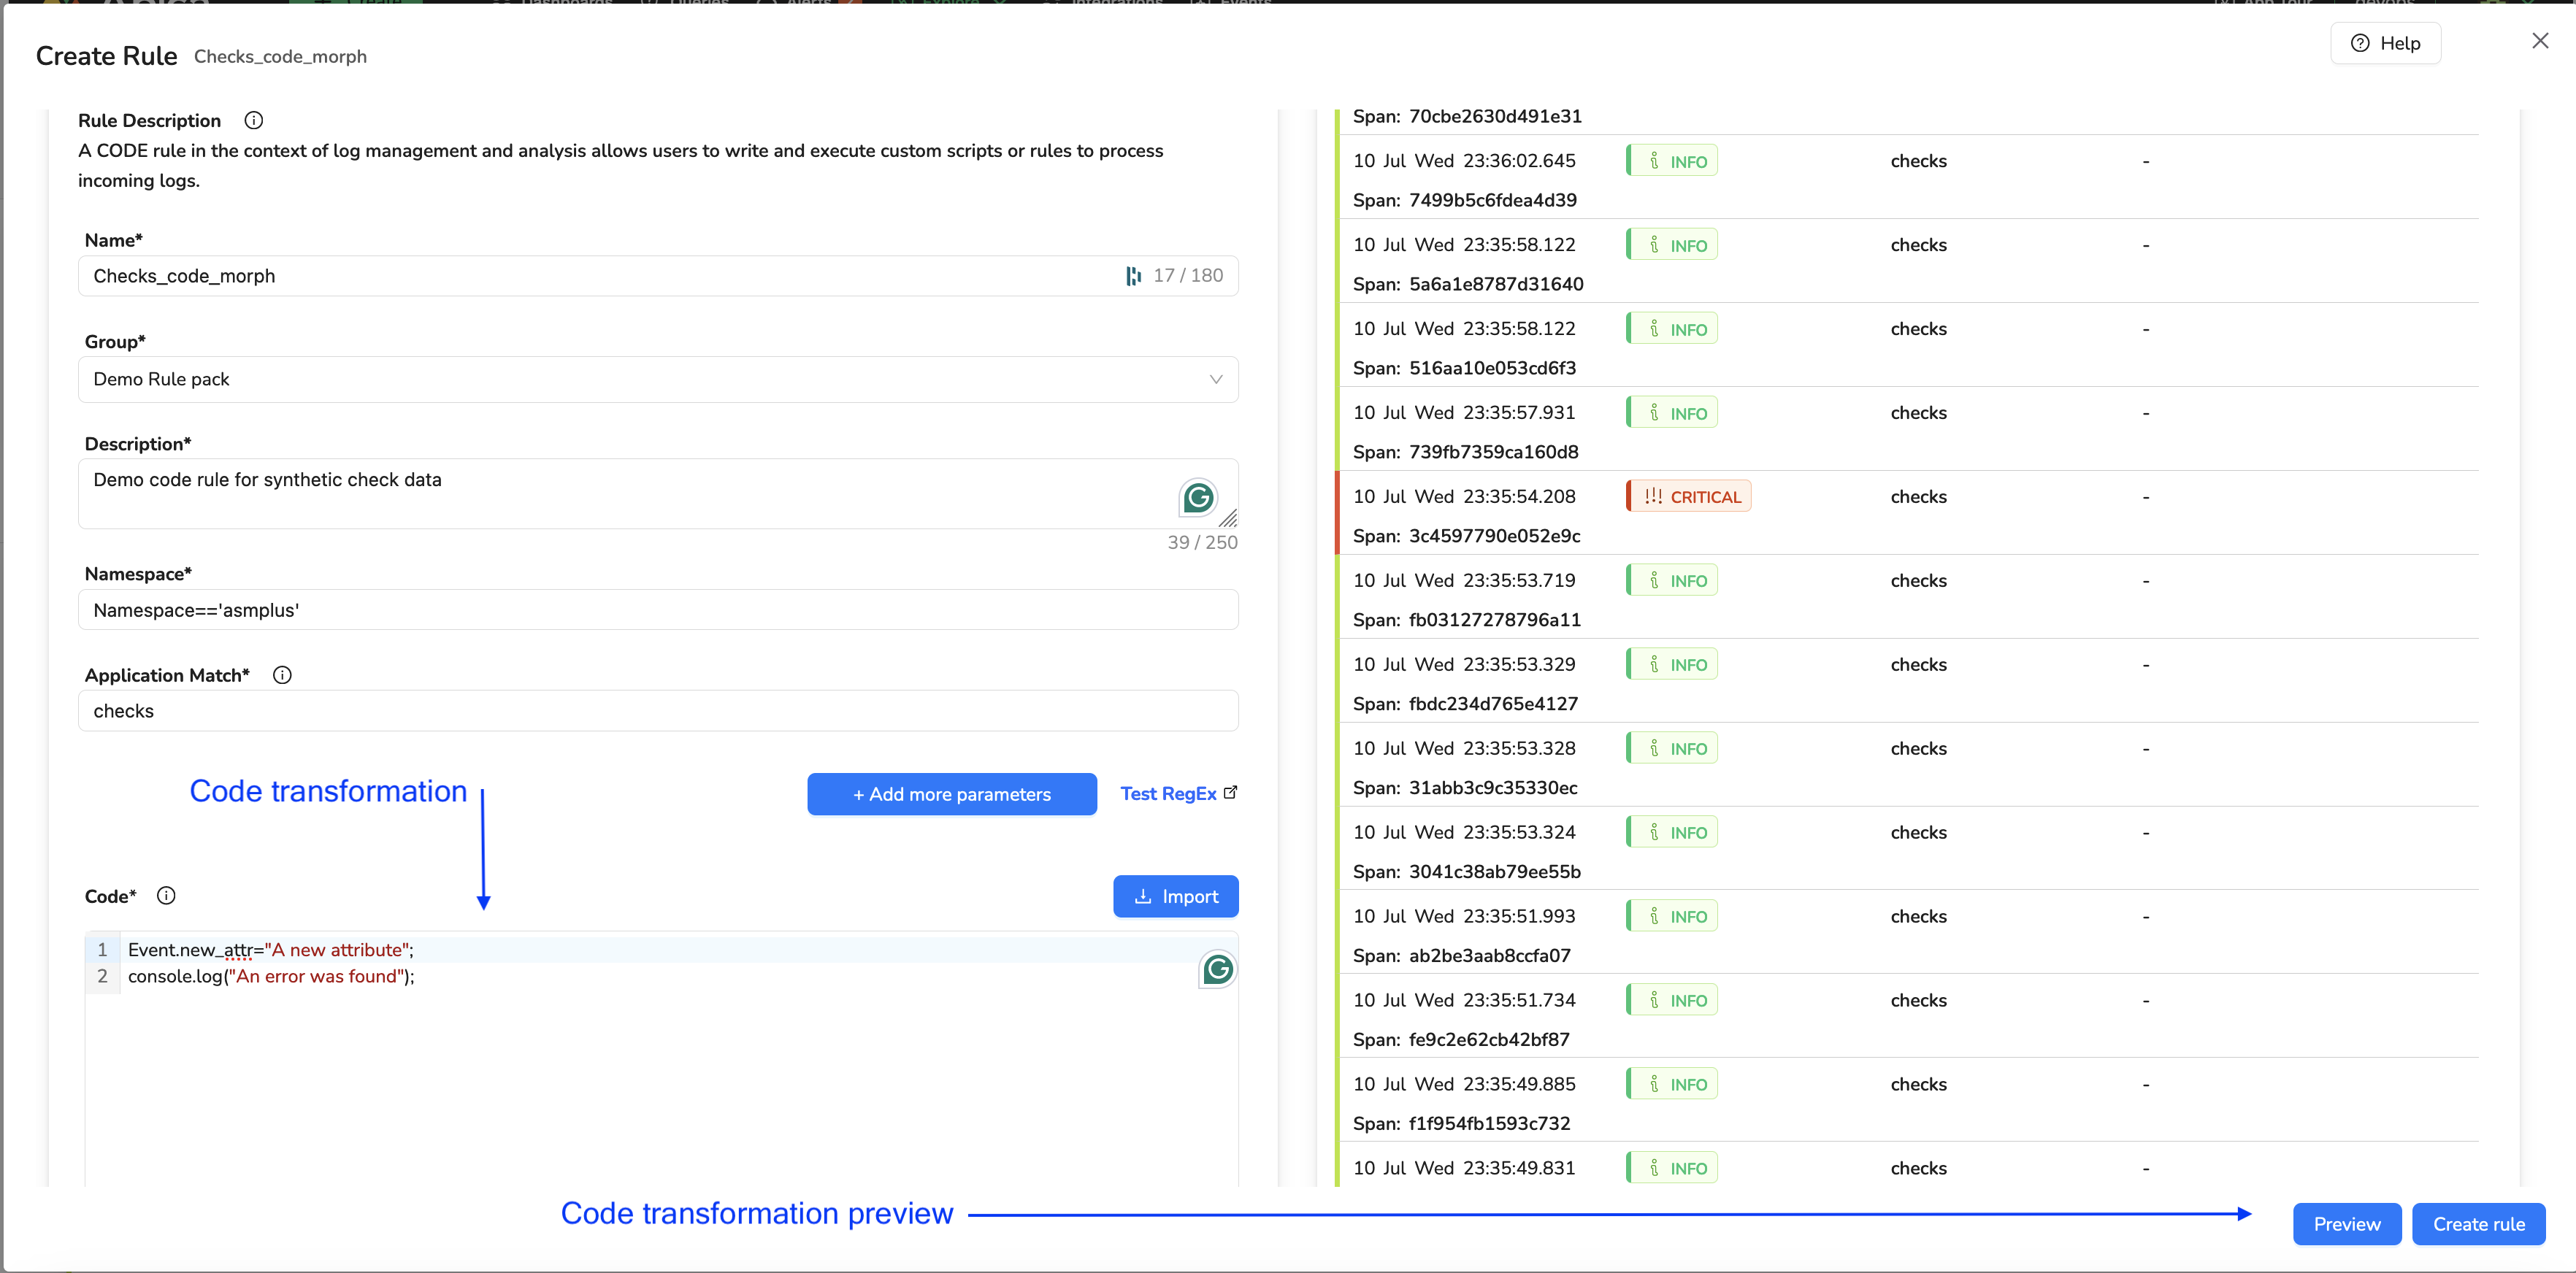 Create Rule Checks_code_morph
Help
Rule Description
A CODE rule in the context of log management and analysis allows users to write and execute custom scripts or rules to process
incoming logs.
Name*
Checks_code_morph 17 / 180
Group*
Demo Rule pack
Description*
Demo code rule for synthetic check data
39 / 250
Namespace*
Namespace=='asmplus'
Application Match*
checks
Code transformation
+ Add more parameters Test RegEx
Code* Import
1 Event.new_attr="A new attribute";
2 console.log("An error was found");
Span: 70cbe2630d491e31
10 Jul Wed 23:36:02.645 INFO checks -
Span: 7499b5c6fdea4d39
10 Jul Wed 23:35:58.122 INFO checks -
Span: 5a6a1e8787d31640
10 Jul Wed 23:35:58.122 INFO checks -
Span: 516aa10e053cd6f3
10 Jul Wed 23:35:57.931 INFO checks -
Span: 739fb7359ca160d8
10 Jul Wed 23:35:54.208 !!! CRITICAL checks -
Span: 3c4597790e052e9c
10 Jul Wed 23:35:53.719 INFO checks -
Span: fb03127278796a11
10 Jul Wed 23:35:53.329 INFO checks -
Span: fbdc234d765e4127
10 Jul Wed 23:35:53.328 INFO checks -
Span: 31abb3c9c35330ec
10 Jul Wed 23:35:53.324 INFO checks -
Span: 3041c38ab79ee55b
10 Jul Wed 23:35:51.993 INFO checks -
Span: ab2be3aab8ccfa07
10 Jul Wed 23:35:51.734 INFO checks -
Span: fe9c2e62cb42bf87
10 Jul Wed 23:35:49.885 INFO checks -
Span: f1f954fb1593c732
10 Jul Wed 23:35:49.831 INFO checks -
Code transformation preview
Preview Create rule